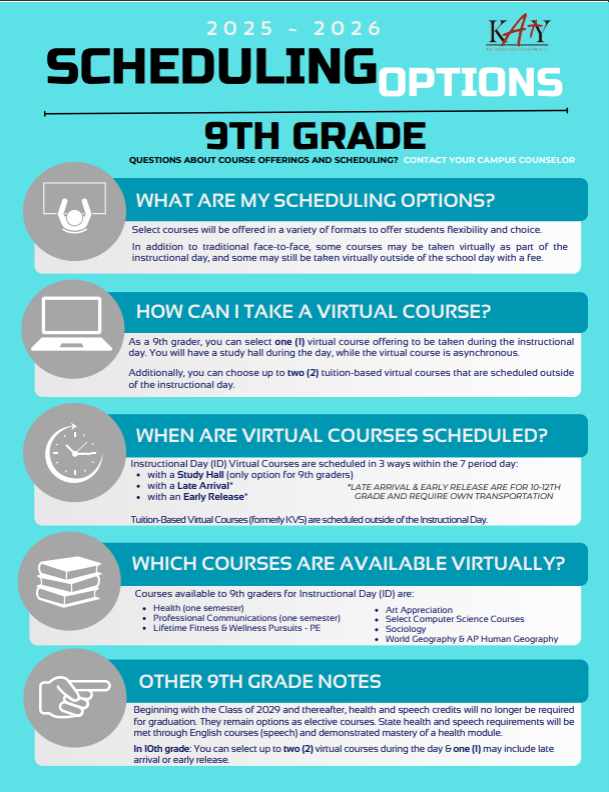 2025 ~ 2026
KATY
SCHEDULING
OPTIONS
9TH GRADE
QUESTIONS ABOUT COURSE OFFERINGS AND SCHEDULING? CONTACT YOUR CAMPUS COUNSELOR
WHAT ARE MY SCHEDULING OPTIONS?
Select courses will be offered in a variety of formats to offer students flexibility and choice.
In addition to traditional face-to-face, some courses may be taken virtually as part of the
instructional day, and some may still be taken virtually outside of the school day with a fee.
HOW CAN I TAKE A VIRTUAL COURSE?
As a 9th grader, you can select one (1) virtual course offering to be taken during the instructional
day. You will have a study hall during the day, while the virtual course is asynchronous.
Additionally, you can choose up to two (2) tuition-based virtual courses that are scheduled outside
of the instructional day.
WHEN ARE VIRTUAL COURSES SCHEDULED?
Instructional Day (ID) Virtual Courses are scheduled in 3 ways within the 7 period day:
• with a Study Hall (only option for 9th graders)
• with a Late Arrival*
• with an Early Release*
*LATE ARRIVAL & EARLY RELEASE ARE FOR 10-12TH
GRADE AND REQUIRE OWN TRANSPORTATION
Tuition-Based Virtual Courses (formerly KVS) are scheduled outside of the Instructional Day.
WHICH COURSES ARE AVAILABLE VIRTUALLY?
Courses available to 9th graders for Instructional Day (ID) are:
• Health (one semester)
• Professional Communications (one semester)
• Lifetime Fitness & Wellness Pursuits - PE
• Art Appreciation
• Select Computer Science Courses
• Sociology
• World Geography & AP Human Geography
OTHER 9TH GRADE NOTES
Beginning with the Class of 2029 and thereafter, health and speech credits will no longer be required
for graduation. They remain options as elective courses. State health and speech requirements will be
met through English courses (speech) and demonstrated mastery of a health module.
In 10th grade: You can select up to two (2) virtual courses during the day & one (1) may include late
arrival or early release.